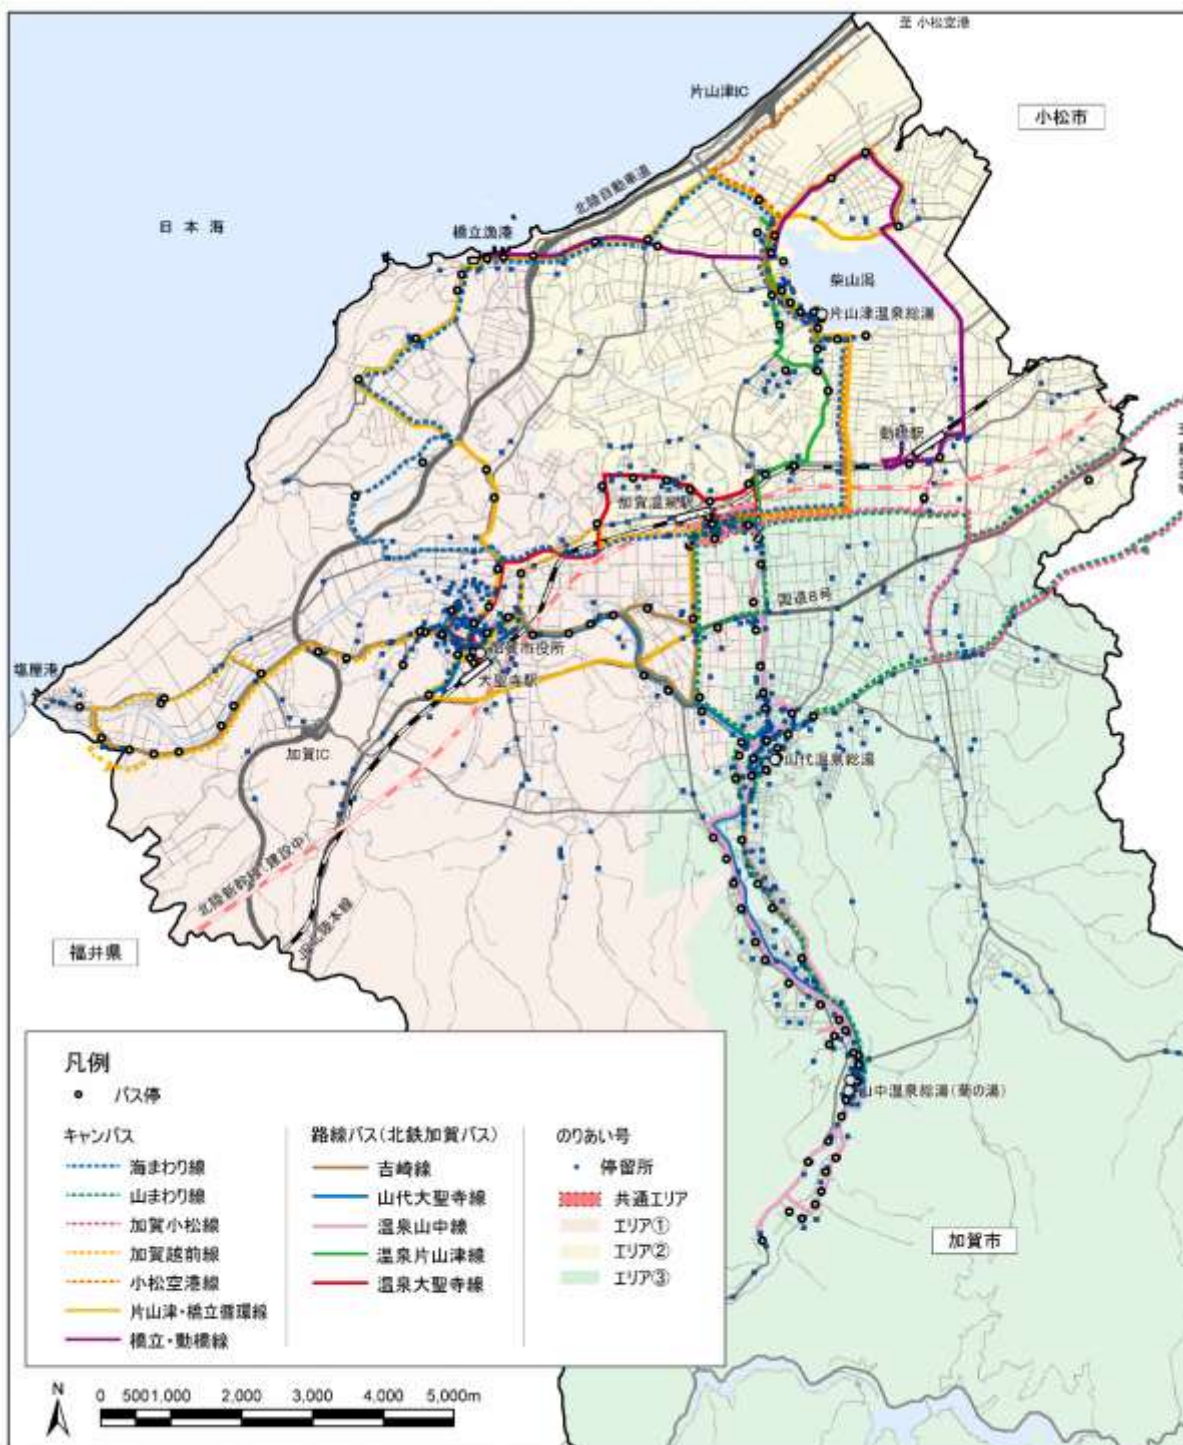 至 小松空港
片山津IC
小松市
北陸自動車道
日本海
橋立漁港
柴山潟
片山津温泉総湯
動橋駅
加賀温泉駅
国道8号
加賀市役所
大聖寺駅
塩屋港
加賀IC
山代温泉総湯
北陸新幹線(建設中)
JR北陸本線
福井県
山中温泉総湯(菊の湯)
加賀市
凡例
バス停
キャンバス
海まわり線
山まわり線
加賀小松線
加賀越前線
小松空港線
片山津・橋立循環線
橋立・動橋線
路線バス(北鉄加賀バス)
吉崎線
山代大聖寺線
温泉山中線
温泉片山津線
温泉大聖寺線
のりあい号
停留所
共通エリア
エリア①
エリア②
エリア③
N
0 500 1,000 2,000 3,000 4,000 5,000m